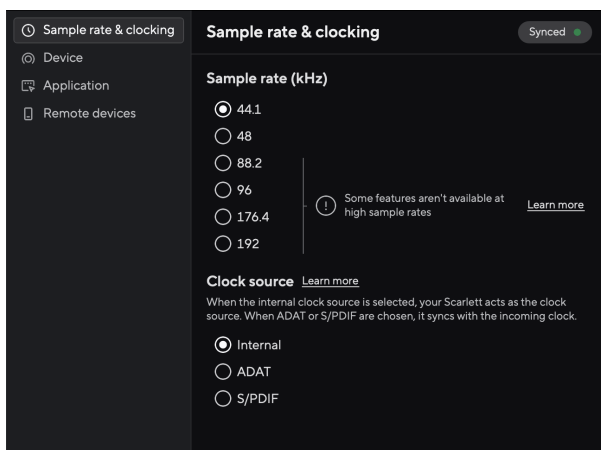 Sample rate & clocking
Device
Application
Remote devices
Sample rate & clocking
Synced
Sample rate (kHz)
44.1
48
88.2
96
176.4
192
Some features aren't available at
high sample rates
Learn more
Clock source Learn more
When the internal clock source is selected, your Scarlett acts as the clock
source. When ADAT or S/PDIF are chosen, it syncs with the incoming clock.
Internal
ADAT
S/PDIF